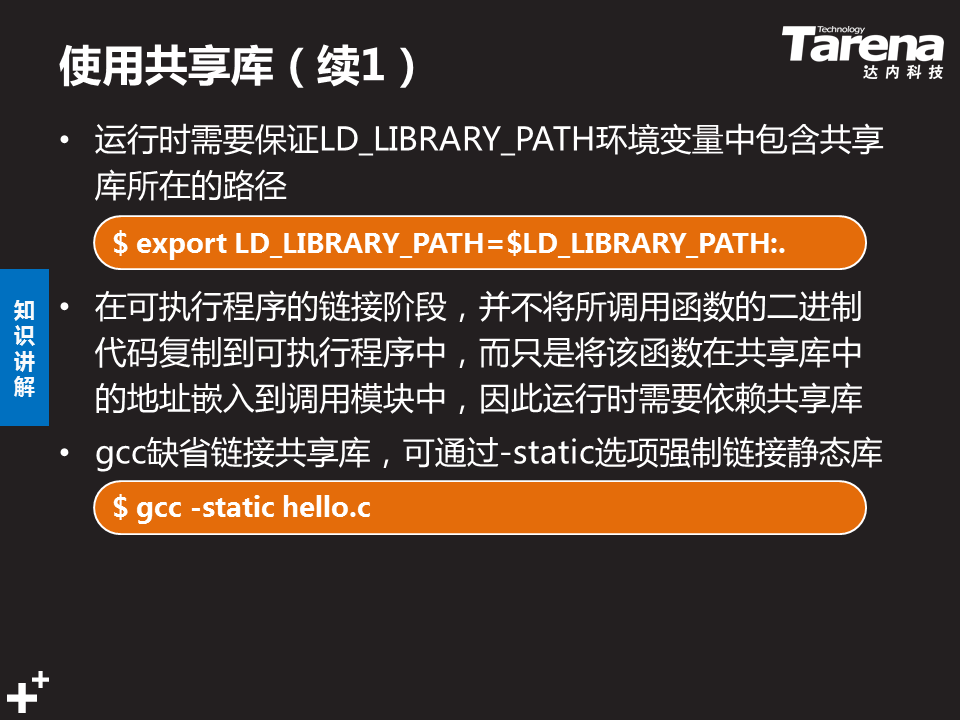 使用共享库（续1）
Technology
Tarena
达内科技
• 运行时需要保证LD_LIBRARY_PATH环境变量中包含共享
库所在的路径
$ export LD_LIBRARY_PATH=$LD_LIBRARY_PATH:.
知识讲解
• 在可执行程序的链接阶段，并不将所调用函数的二进制
代码复制到可执行程序中，而只是将该函数在共享库中
的地址嵌入到调用模块中，因此运行时需要依赖共享库
• gcc缺省链接共享库，可通过-static选项强制链接静态库
$ gcc -static hello.c